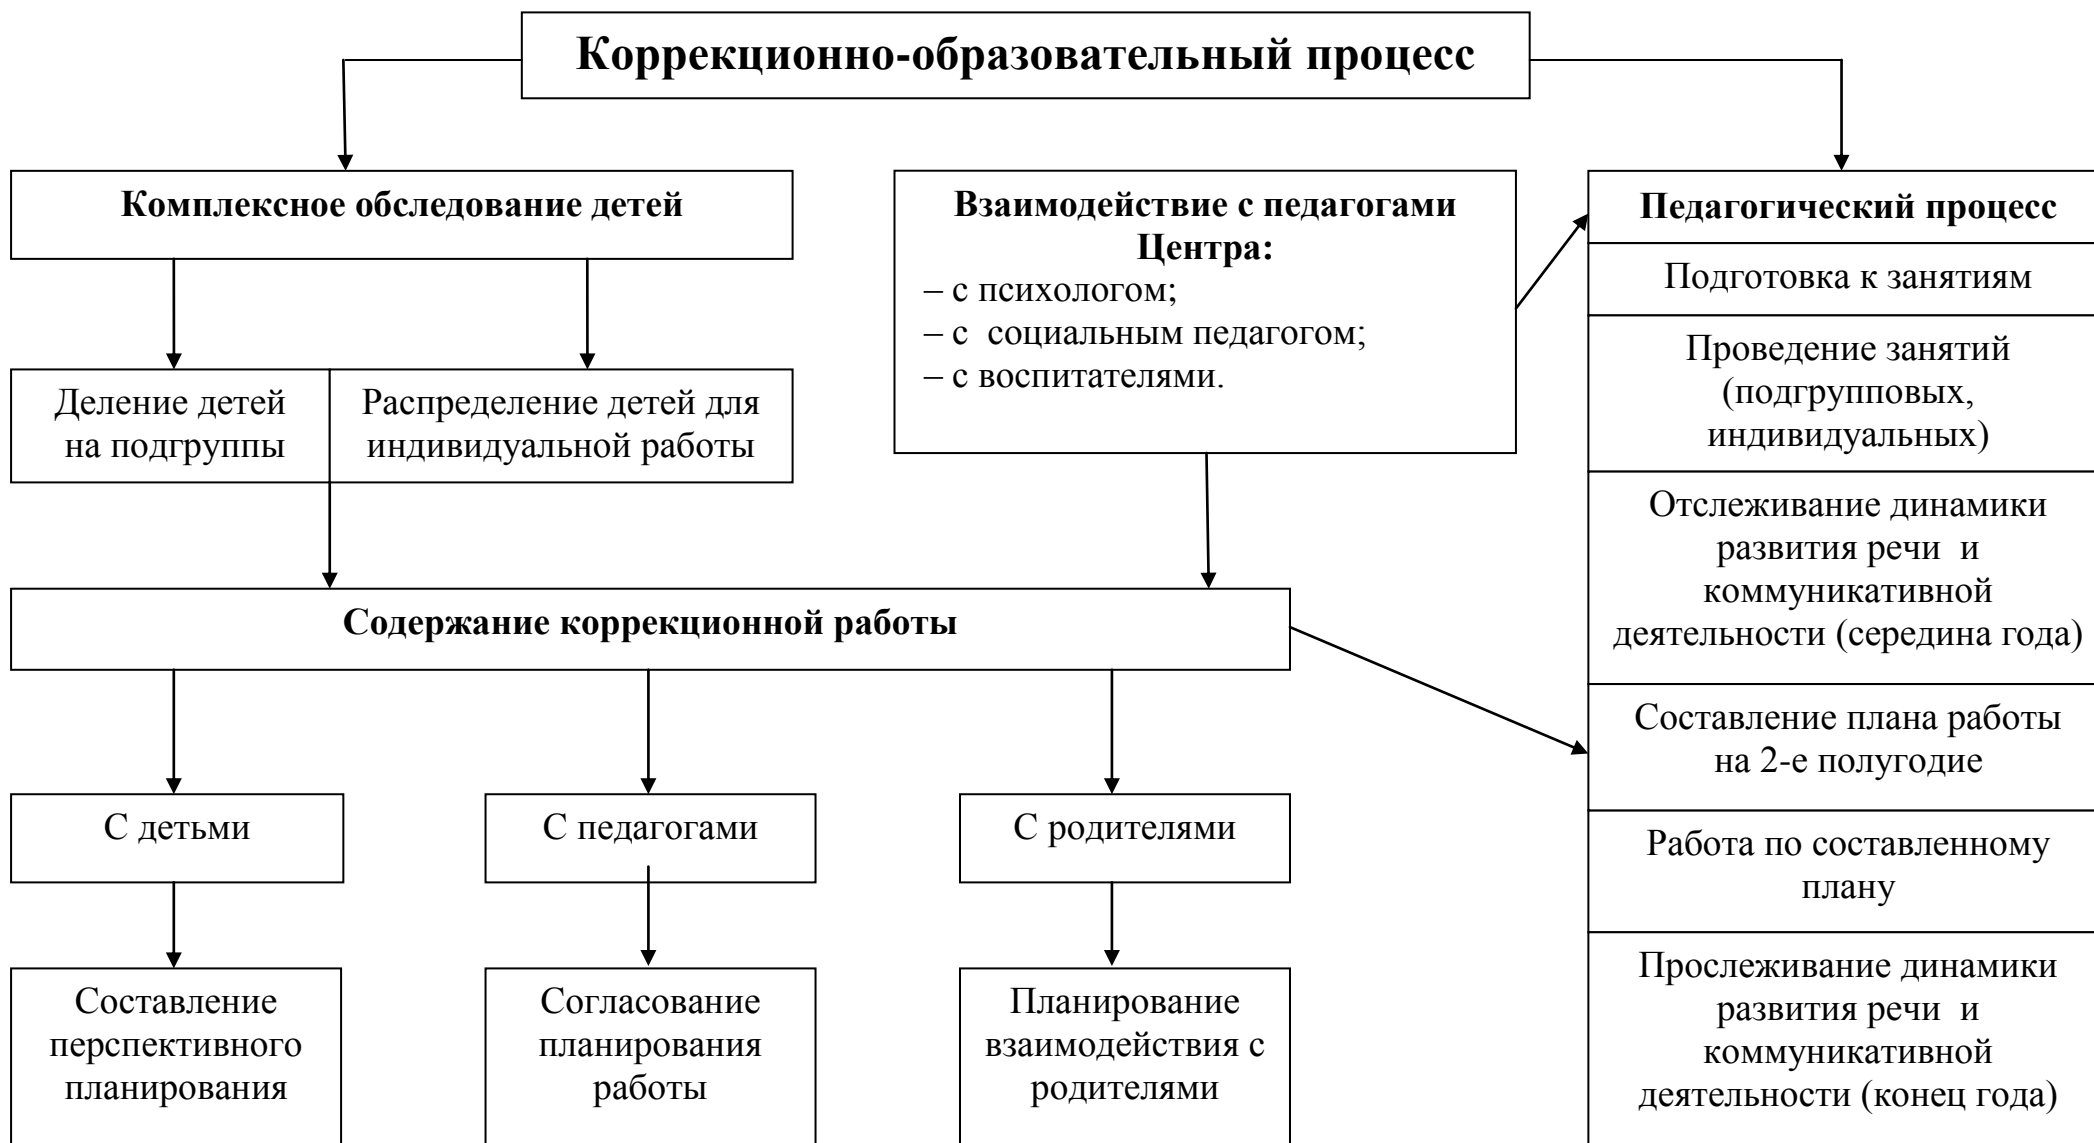 Коррекционно-образовательный процесс
Комплексное обследование детей
Взаимодействие с педагогами
Центра:
– с психологом;
– с  социальным педагогом;
– с воспитателями.
Педагогический процесс
Подготовка к занятиям
Проведение занятий
(подгрупповых,
индивидуальных)
Отслеживание динамики
развития речи  и
коммуникативной
деятельности (середина года)
Составление плана работы
на 2-е полугодие
Работа по составленному
плану
Прослеживание динамики
развития речи  и
коммуникативной
деятельности (конец года)
Деление детей
на подгруппы
Распределение детей для
индивидуальной работы
Содержание коррекционной работы
С детьми
С педагогами
С родителями
Составление
перспективного
планирования
Согласование
планирования
работы
Планирование
взаимодействия с
родителями